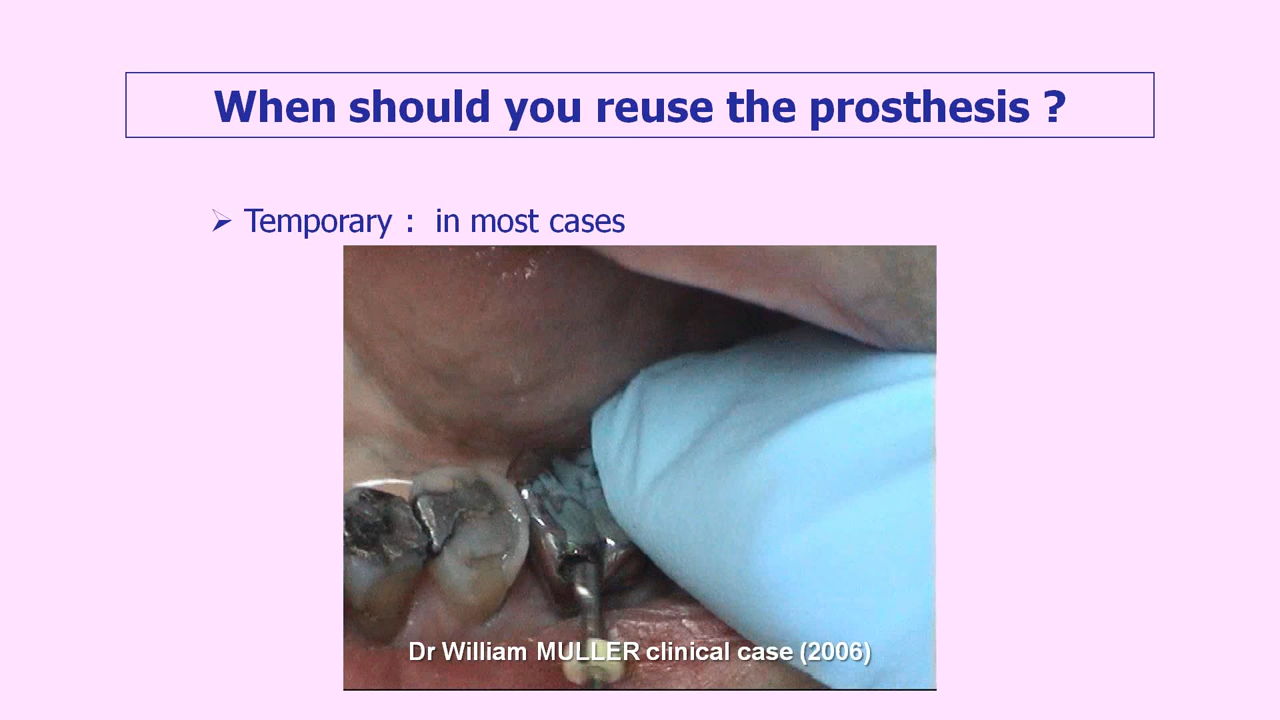 When should you reuse the prosthesis ?
➢ Temporary :  in most cases
Dr William MULLER clinical case (2006)